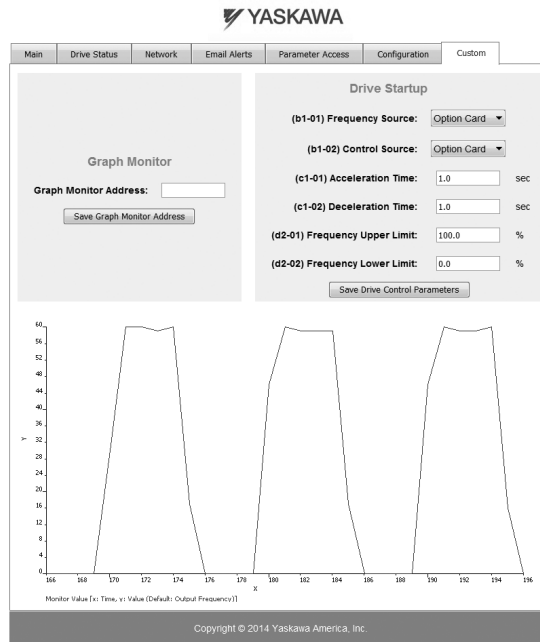 YASKAWA
Main Drive Status Network Email Alerts Parameter Access Configuration Custom
Graph Monitor
Graph Monitor Address:
Save Graph Monitor Address
Drive Startup
(b1-01) Frequency Source: Option Card
(b1-02) Control Source: Option Card
(c1-01) Acceleration Time: 1.0 sec
(c1-02) Deceleration Time: 1.0 sec
(d2-01) Frequency Upper Limit: 100.0 %
(d2-02) Frequency Lower Limit: 0.0 %
Save Drive Control Parameters
60
56
52
48
44
40
36
32
28
24
20
16
12
8
4
0
Y
166 168 170 172 174 176 178 180 182 184 186 188 190 192 194 196
X
Monitor Value [x: Time, y: Value (Default: Output Frequency)]
Copyright © 2014 Yaskawa America, Inc.